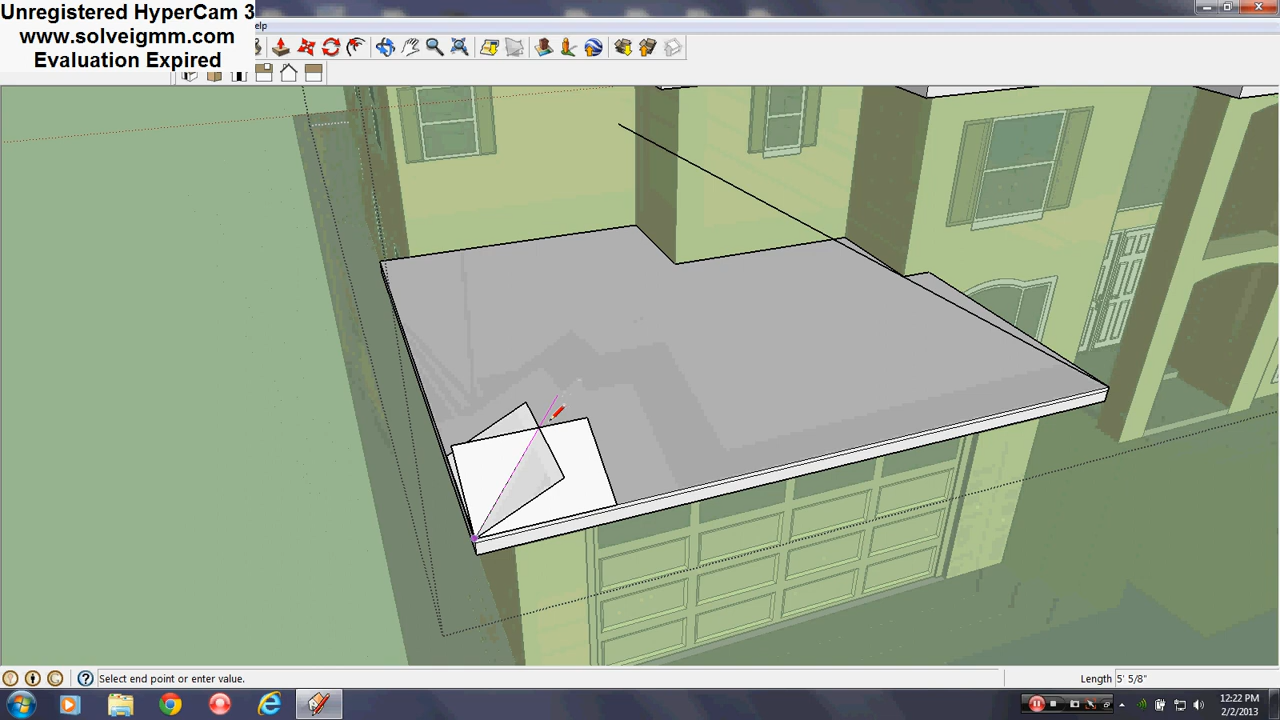 Unregistered HyperCam 3
www.solveigmm.com
Evaluation Expired
elp
Select end point or enter value.
Length 5' 5/8"
12:22 PM
2/2/2013